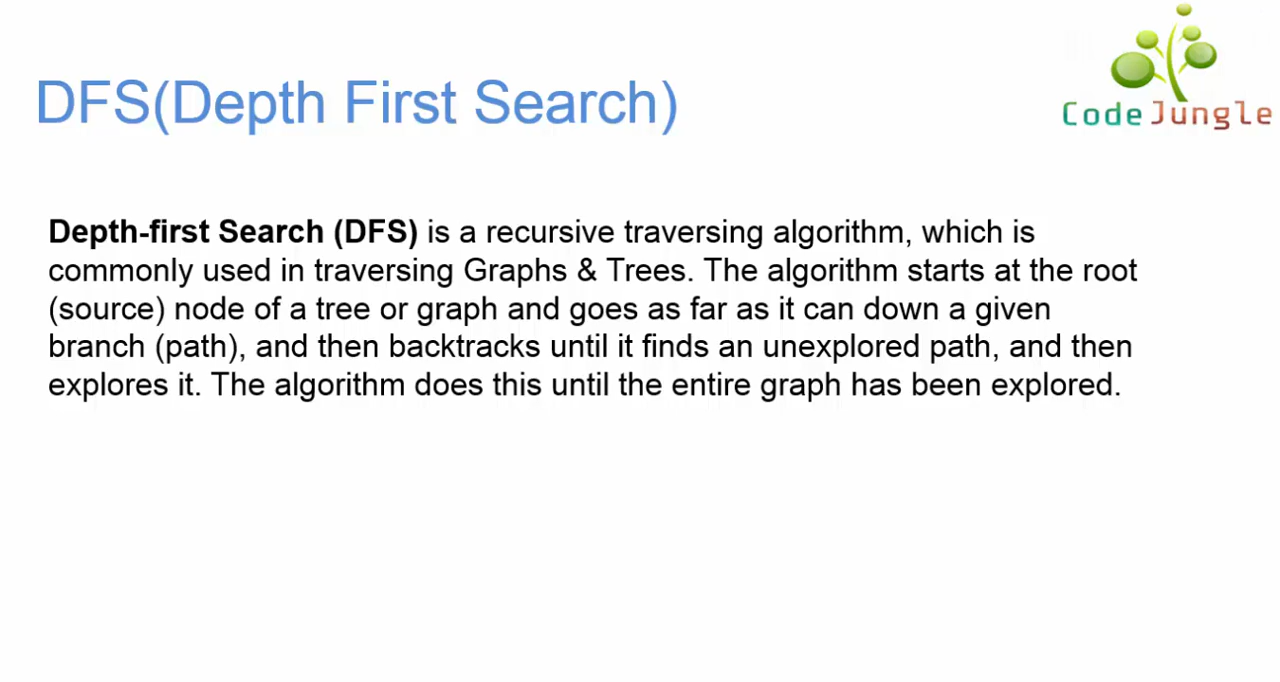 CodeJungle
DFS(Depth First Search)
Depth-first Search (DFS) is a recursive traversing algorithm, which is
commonly used in traversing Graphs & Trees. The algorithm starts at the root
(source) node of a tree or graph and goes as far as it can down a given
branch (path), and then backtracks until it finds an unexplored path, and then
explores it. The algorithm does this until the entire graph has been explored.